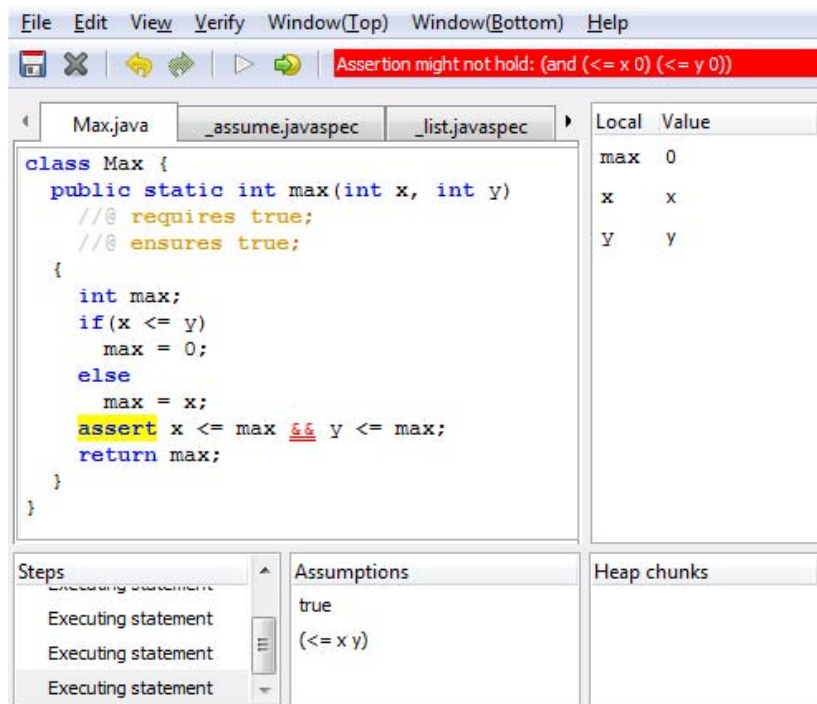 File Edit View Verify Window(Top) Window(Bottom) Help
Assertion might not hold: (and (<= x 0) (<= y 0))
Max.java _assume.javaspec _list.javaspec
class Max {
public static int max(int x, int y)
//@ requires true;
//@ ensures true;
{
int max;
if(x <= y)
max = 0;
else
max = x;
assert x <= max && y <= max;
return max;
}
}
Local Value
max 0
x x
y y
Steps
Executing statement
Executing statement
Executing statement
Executing statement
Assumptions
true
(<= x y)
Heap chunks